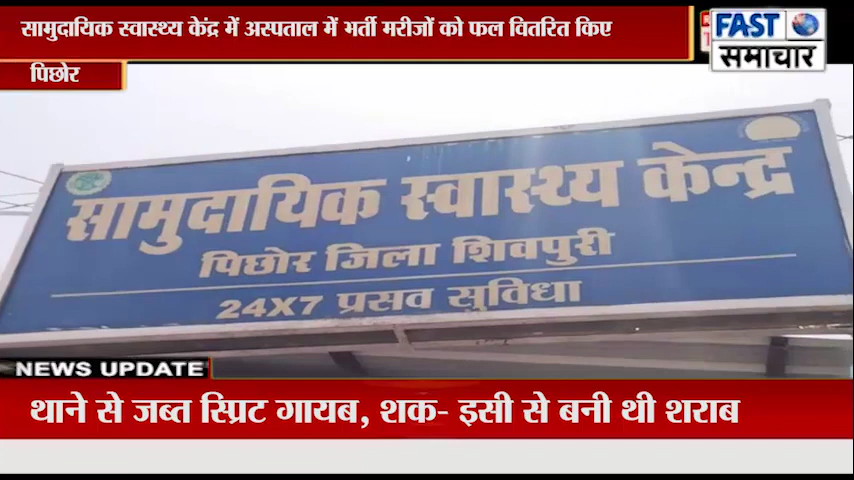 सामुदायिक स्वास्थ्य केंद्र में अस्पताल में भर्ती मरीजों को फल वितरित किए
FAST
समाचार
पिछोर
सामुदायिक स्वास्थ्य केन्द्र
पिछोर जिला शिवपुरी
24X7 प्रसव सुविधा
NEWS UPDATE
थाने से जब्त स्प्रिट गायब, शक- इसी से बनी थी शराब